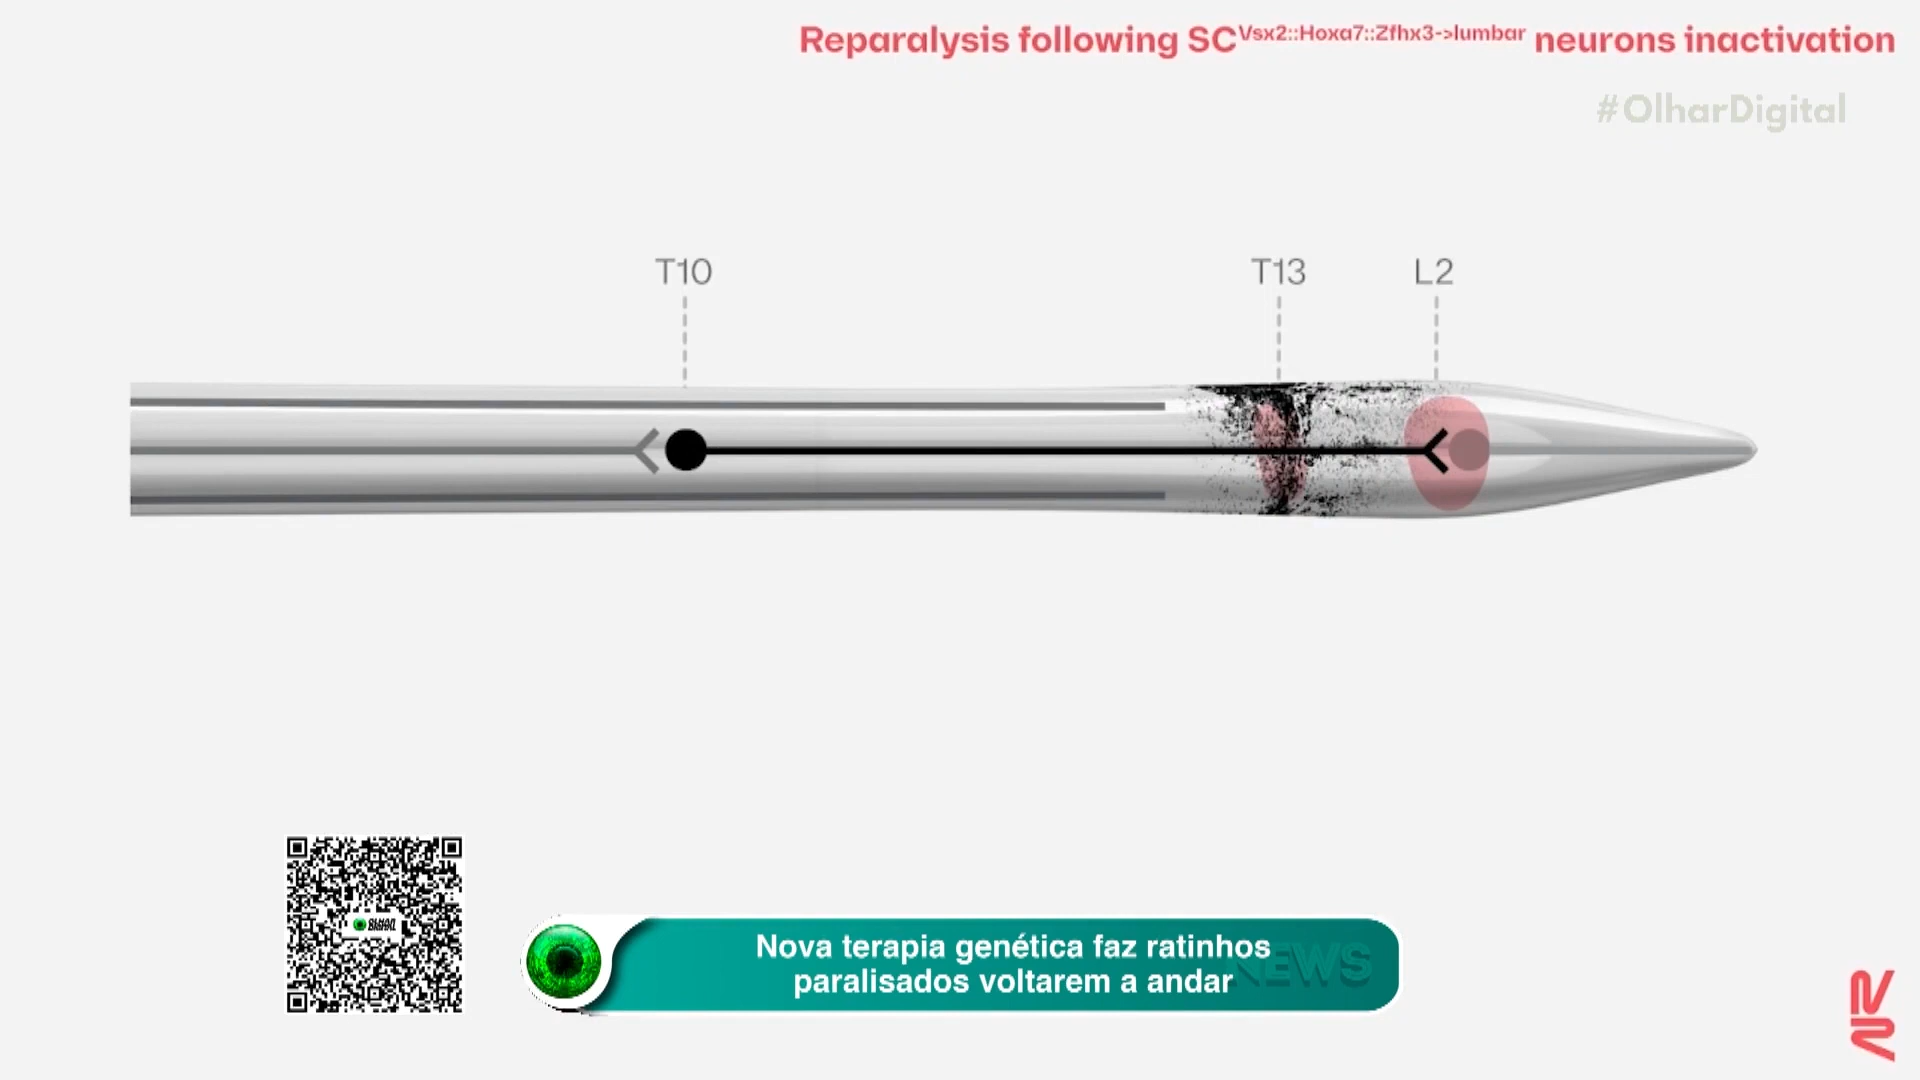 Reparalysis following SCVsx2::Hoxa7::Zfhx3->lumbar neurons inactivation
#OlharDigital
T10 T13 L2
Nova terapia genética faz ratinhos
paralisados voltarem a andar
NEWS